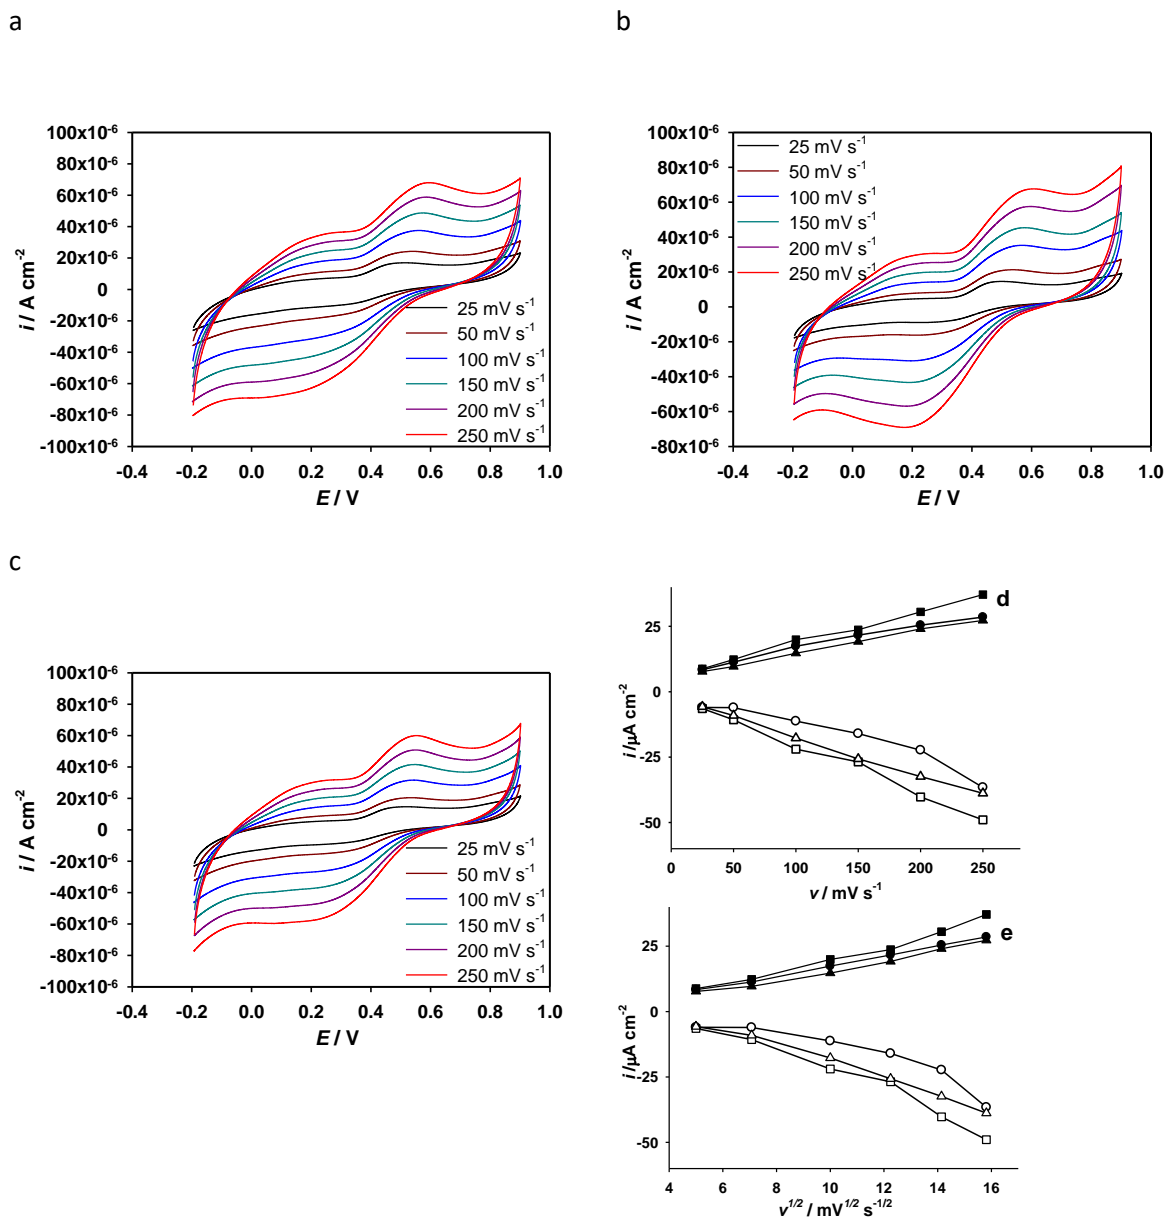 a
b
100x10-6
80x10-6
60x10-6
40x10-6
20x10-6
0
-20x10-6
-40x10-6
-60x10-6
-80x10-6
-100x10-6
i / A cm-2
25 mV s-1
50 mV s-1
100 mV s-1
150 mV s-1
200 mV s-1
250 mV s-1
-0.4 -0.2 0.0 0.2 0.4 0.6 0.8 1.0
E / V
100x10-6
80x10-6
60x10-6
40x10-6
20x10-6
0
-20x10-6
-40x10-6
-60x10-6
-80x10-6
i / A cm-2
25 mV s-1
50 mV s-1
100 mV s-1
150 mV s-1
200 mV s-1
250 mV s-1
-0.4 -0.2 0.0 0.2 0.4 0.6 0.8 1.0
E / V
c
100x10-6
80x10-6
60x10-6
40x10-6
20x10-6
0
-20x10-6
-40x10-6
-60x10-6
-80x10-6
-100x10-6
i / A cm-2
25 mV s-1
50 mV s-1
100 mV s-1
150 mV s-1
200 mV s-1
250 mV s-1
-0.4 -0.2 0.0 0.2 0.4 0.6 0.8 1.0
E / V
d
25
0
-25
-50
i /µA cm-2
0 50 100 150 200 250
v / mV s-1
e
25
0
-25
-50
i /µA cm-2
4 6 8 10 12 14 16
v1/2 / mV1/2 s-1/2